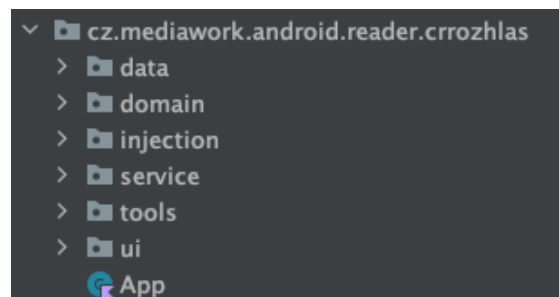 cz.mediawork.android.reader.crrozhlas
data
domain
injection
service
tools
ui
App